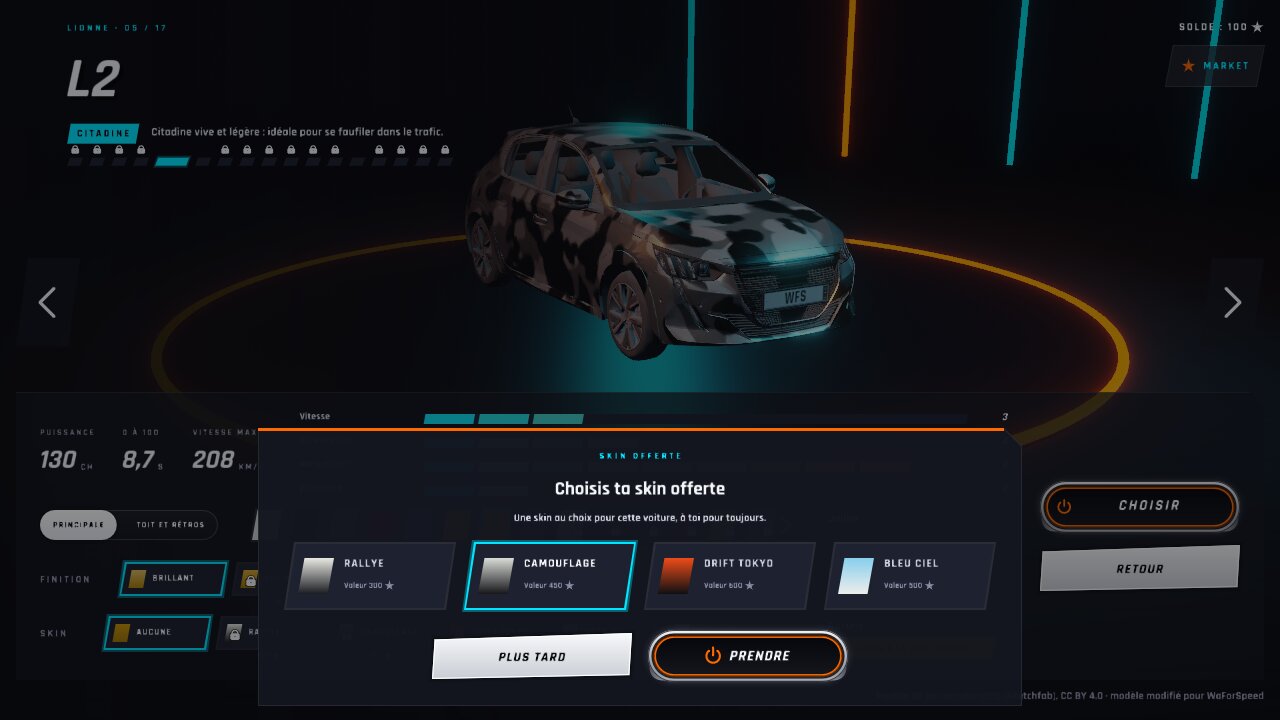 LIONNE · 05 / 17
SOLDE : 100 ★
L2
★ MARKET
CITADINE
Citadine vive et légère : idéale pour se faufiler dans le trafic.
WFS
Vitesse
3
PUISSANCE
0 À 100
VITESSE MAX
130 CH
8,7 S
208 KM/
SKIN OFFERTE
Choisis ta skin offerte
Une skin au choix pour cette voiture, à toi pour toujours.
PRINCIPALE
TOIT ET RÉTROS
CHOISIR
RETOUR
RALLYE
Valeur 300 ★
CAMOUFLAGE
Valeur 450 ★
DRIFT TOKYO
Valeur 600 ★
BLEU CIEL
Valeur 500 ★
FINITION
BRILLANT
SKIN
AUCUNE
RA
PLUS TARD
PRENDRE
tchfab), CC BY 4.0 · modèle modifié pour WaForSpeed